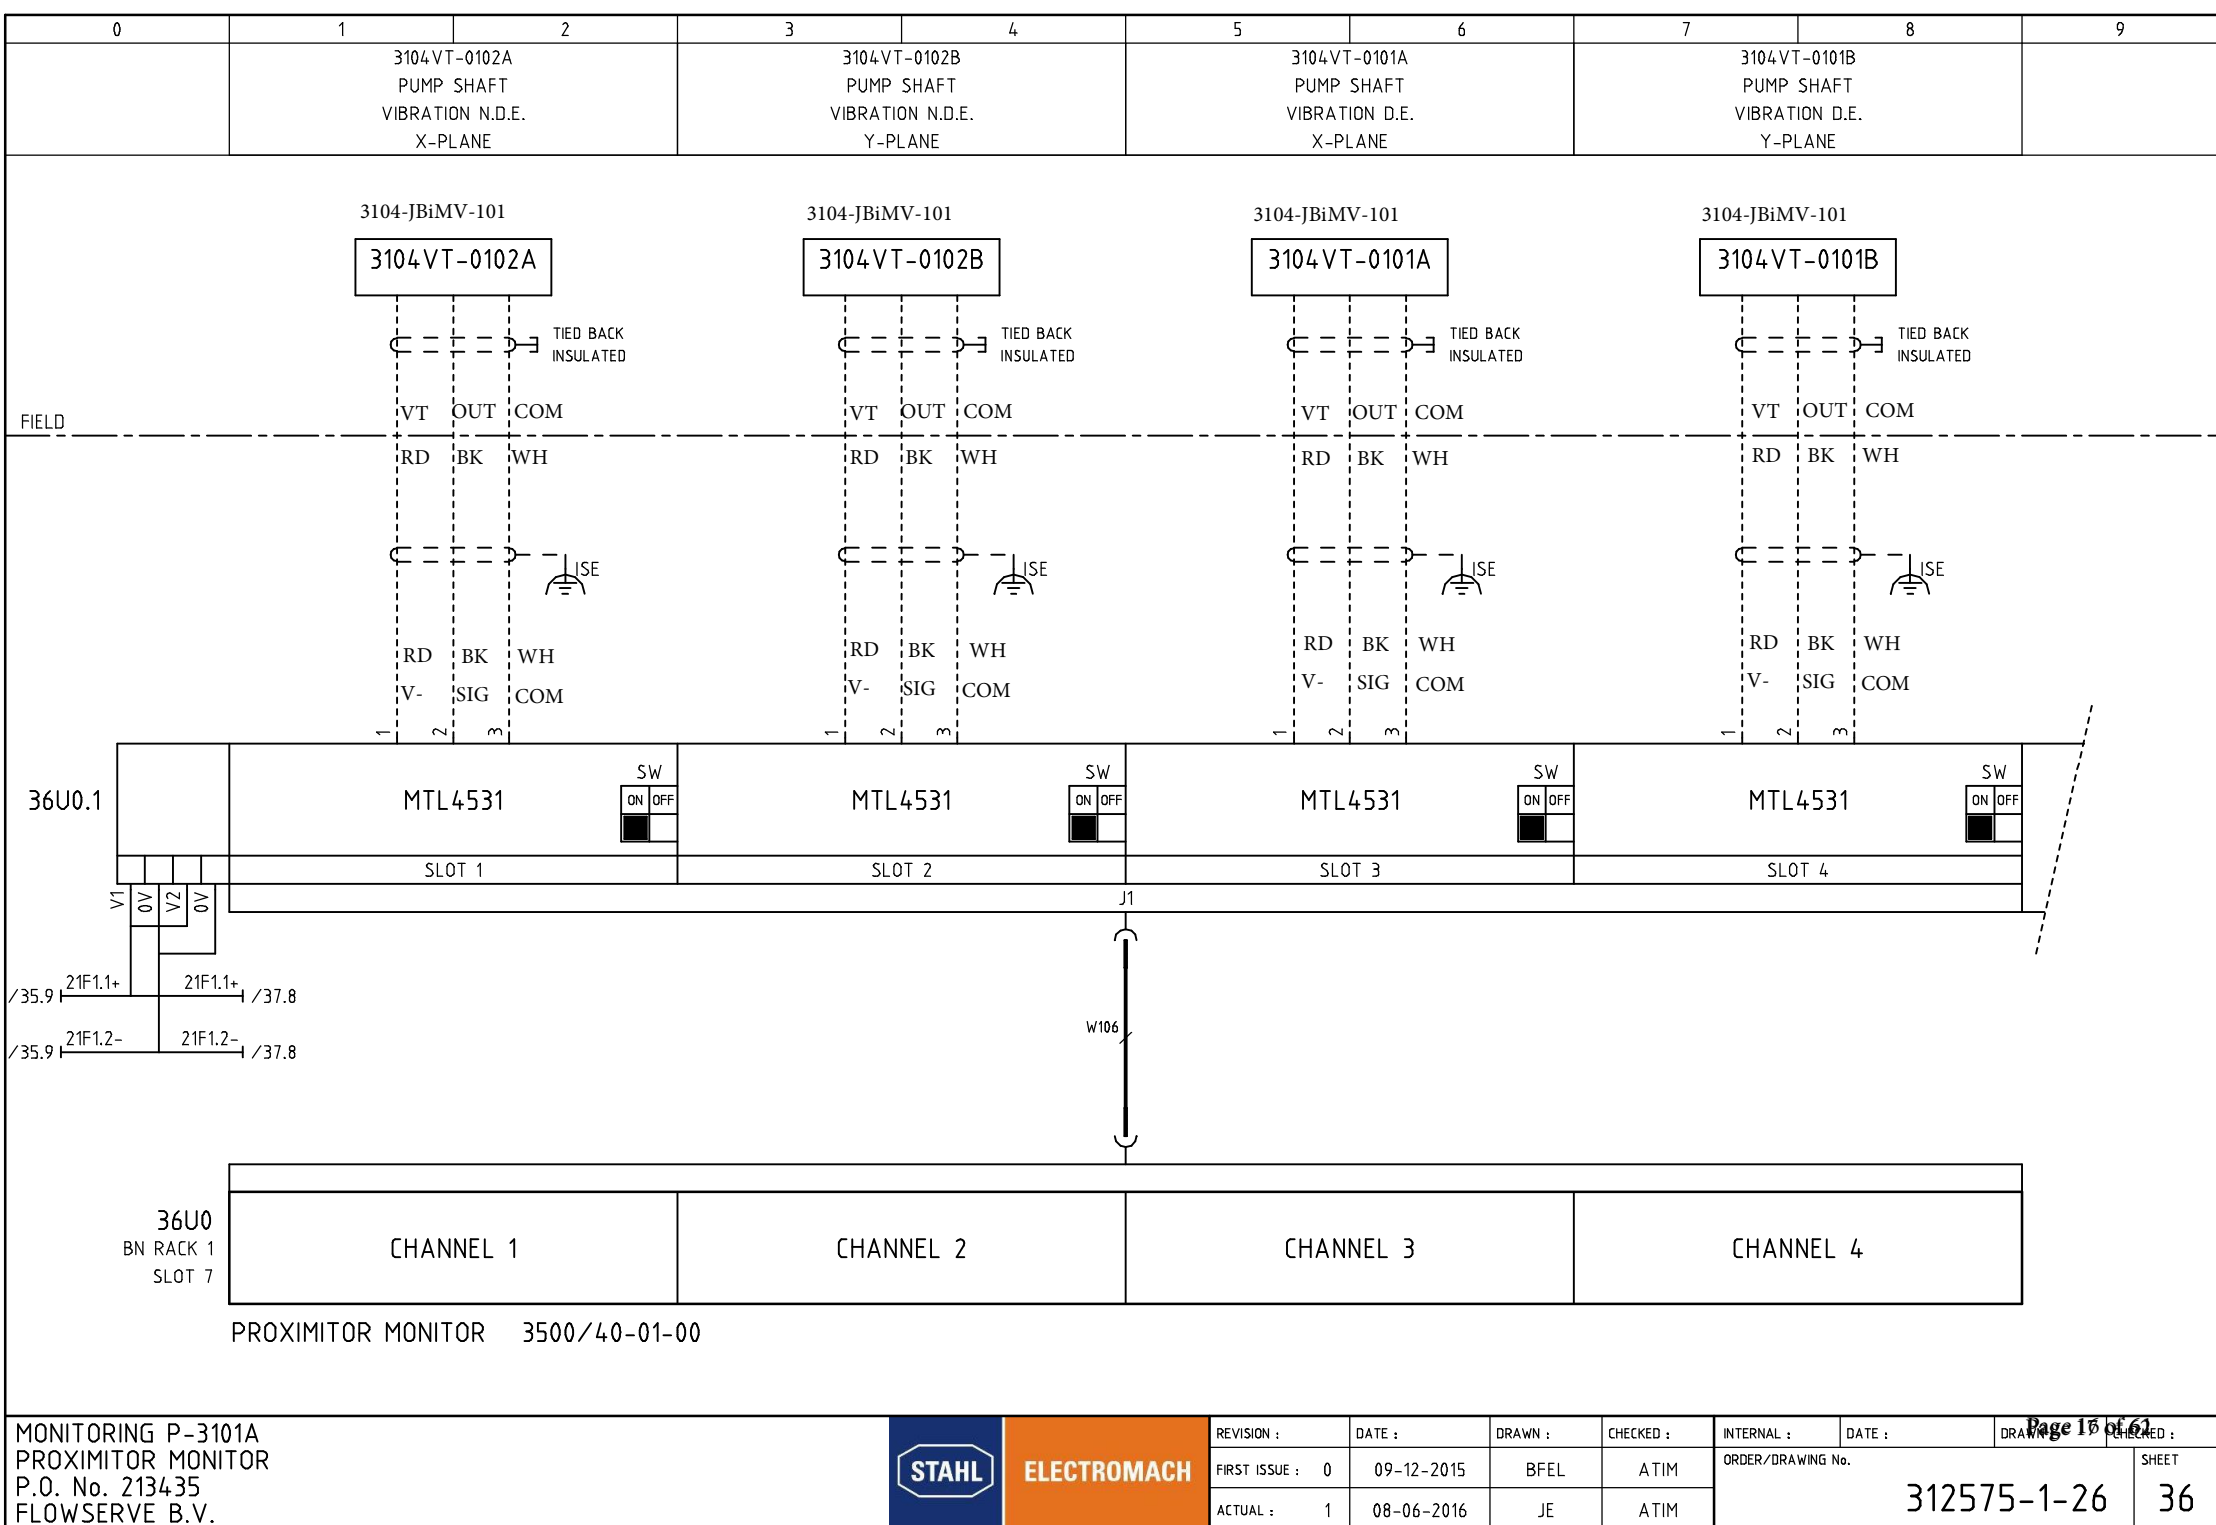 0 1 2 3 4 5 6 7 8 9
3104VT-0102A 3104VT-0102B 3104VT-0101A 3104VT-0101B
PUMP SHAFT PUMP SHAFT PUMP SHAFT PUMP SHAFT
VIBRATION N.D.E. VIBRATION N.D.E. VIBRATION D.E. VIBRATION D.E.
X-PLANE Y-PLANE X-PLANE Y-PLANE
3104-JBiMV-101 3104-JBiMV-101 3104-JBiMV-101 3104-JBiMV-101
3104VT-0102A 3104VT-0102B 3104VT-0101A 3104VT-0101B
TIED BACK TIED BACK TIED BACK TIED BACK
INSULATED INSULATED INSULATED INSULATED
VT OUT COM VT OUT COM VT OUT COM VT OUT COM
FIELD
RD BK WH RD BK WH RD BK WH RD BK WH
ISE ISE ISE ISE
RD BK WH RD BK WH RD BK WH RD BK WH
V- SIG COM V- SIG COM V- SIG COM V- SIG COM
1 2 3 1 2 3 1 2 3 1 2 3
SW SW SW SW
36U0.1 MTL4531 ON OFF MTL4531 ON OFF MTL4531 ON OFF MTL4531 ON OFF
SLOT 1 SLOT 2 SLOT 3 SLOT 4
V1 0V V2 0V J1
/35.9 21F1.1+ 21F1.1+ /37.8
W106
/35.9 21F1.2- 21F1.2- /37.8
36U0
BN RACK 1 CHANNEL 1 CHANNEL 2 CHANNEL 3 CHANNEL 4
SLOT 7
PROXIMITOR MONITOR 3500/40-01-00
MONITORING P-3101A
PROXIMITOR MONITOR
P.O. No. 213435
FLOWSERVE B.V.
STAHL ELECTROMACH
REVISION : DATE : DRAWN : CHECKED : INTERNAL : DATE :
FIRST ISSUE : 0 09-12-2015 BFEL ATIM
ACTUAL : 1 08-06-2016 JE ATIM
ORDER/DRAWING No. SHEET
312575-1-26 36